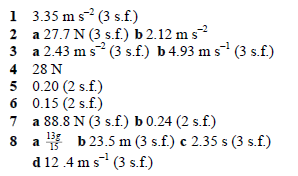 1 3.35 m s⁻² (3 s.f.)
2 a 27.7 N (3 s.f.) b 2.12 m s⁻²
3 a 2.43 m s⁻² (3 s.f.) b 4.93 m s⁻¹ (3 s.f.)
4 28 N
5 0.20 (2 s.f.)
6 0.15 (2 s.f.)
7 a 88.8 N (3 s.f.) b 0.24 (2 s.f.)
8 a 13g/15 b 23.5 m (3 s.f.) c 2.35 s (3 s.f.)
d 12 .4 m s⁻¹ (3 s.f.)